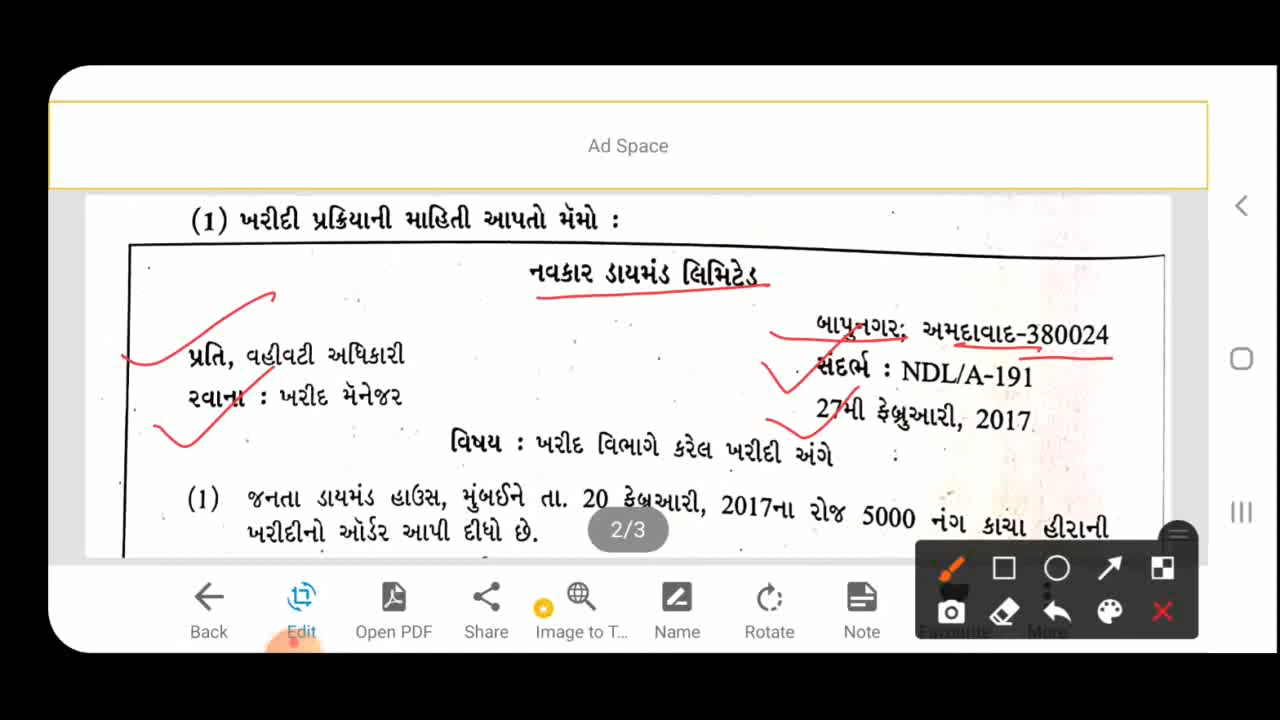 Ad Space
(1) ખરીદી પ્રક્રિયાની માહિતી આપતો મૅમો :
નવકાર ડાયમંડ લિમિટેડ
બાપુનગર, અમદાવાદ-380024
પ્રતિ, વહીવટી અધિકારી
સંદર્ભ : NDL/A-191
રવાના : ખરીદ મૅનેજર
27મી ફેબ્રુઆરી, 2017
વિષય : ખરીદ વિભાગે કરેલ ખરીદી અંગે
(1) જનતા ડાયમંડ હાઉસ, મુંબઈને તા. 20 ફેબ્રુઆરી, 2017ના રોજ 5000 નંગ કાચા હીરાની
ખરીદીનો ઑર્ડર આપી દીધો છે.
2/3
Back Edit Open PDF Share Image to T... Name Rotate Note Favourite More